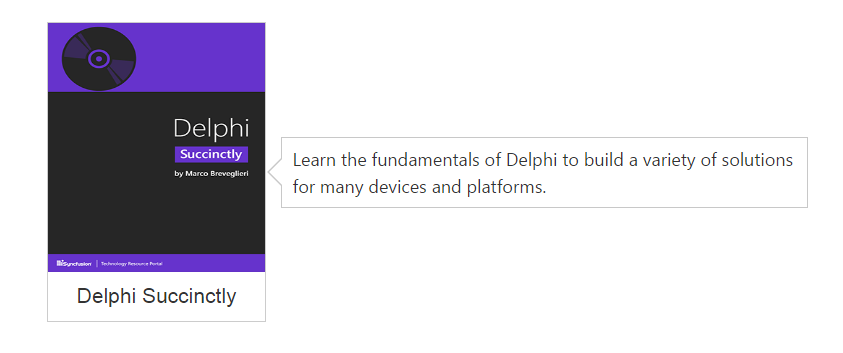 Delphi
Succinctly
by Marco Breveglieri
Syncfusion | Technology Resource Portal
Delphi Succinctly
Learn the fundamentals of Delphi to build a variety of solutions
for many devices and platforms.